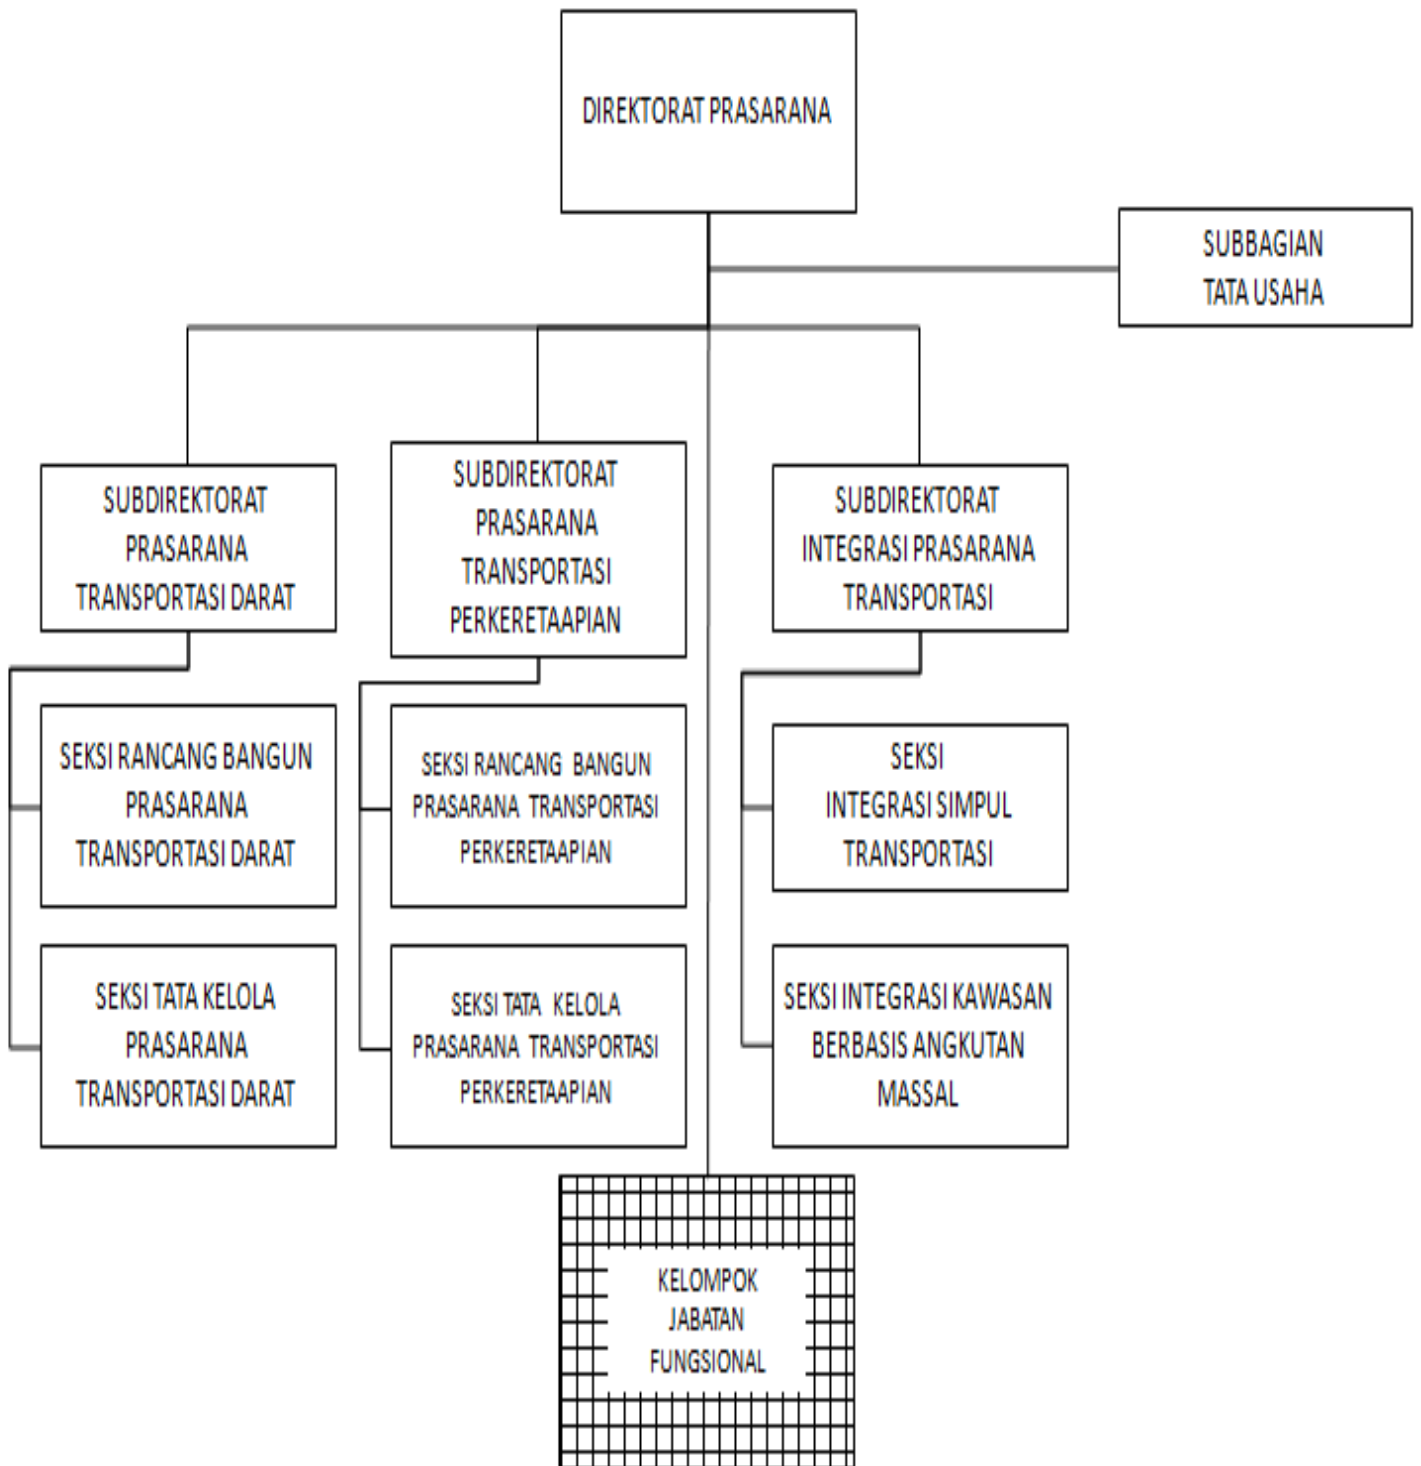 DIREKTORAT PRASARANA
SUBBAGIAN
TATA USAHA
SUBDIREKTORAT
PRASARANA
TRANSPORTASI DARAT
SUBDIREKTORAT
PRASARANA
TRANSPORTASI
PERKERETAAPIAN
SUBDIREKTORAT
INTEGRASI PRASARANA
TRANSPORTASI
SEKSI RANCANG BANGUN
PRASARANA
TRANSPORTASI DARAT
SEKSI RANCANG BANGUN
PRASARANA TRANSPORTASI
PERKERETAAPIAN
SEKSI
INTEGRASI SIMPUL
TRANSPORTASI
SEKSI TATA KELOLA
PRASARANA
TRANSPORTASI DARAT
SEKSI TATA KELOLA
PRASARANA TRANSPORTASI
PERKERETAAPIAN
SEKSI INTEGRASI KAWASAN
BERBASIS ANGKUTAN
MASSAL
KELOMPOK
JABATAN
FUNGSIONAL